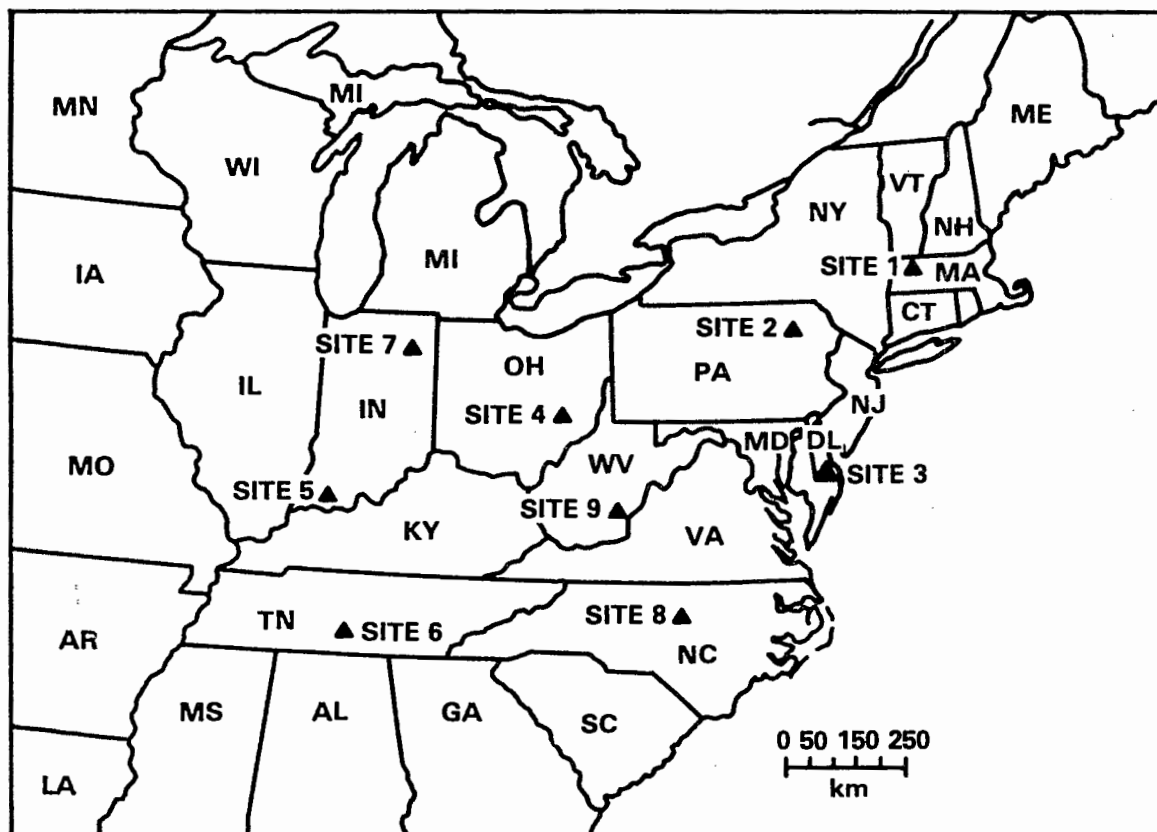 MN
MI
ME
WI
VT
NY
NH
IA
MI
SITE 1
MA
CT
SITE 2
SITE 7
OH
PA
IL
IN
NJ
SITE 4
MD
DL
MO
WV
SITE 3
SITE 5
SITE 9
KY
VA
SITE 8
TN
SITE 6
AR
NC
MS
AL
GA
SC
0 50 150 250
LA
km